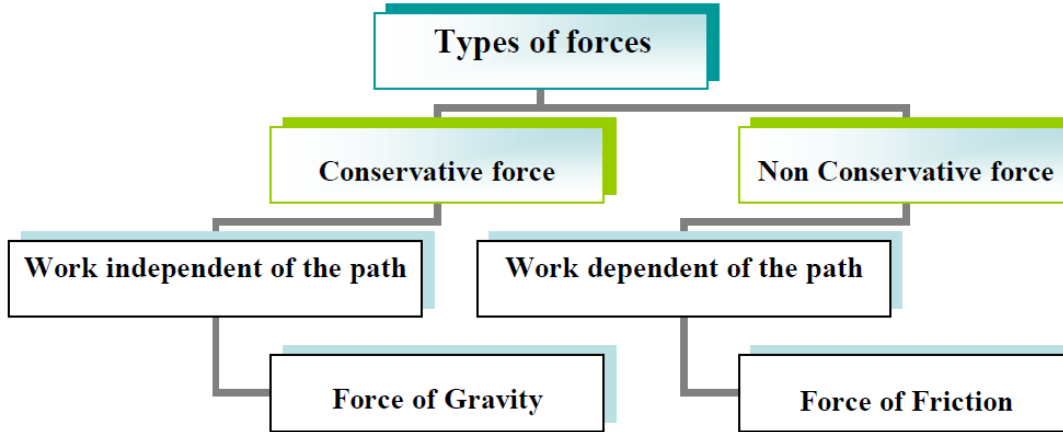 Types of forces
Conservative force
Non Conservative force
Work independent of the path
Work dependent of the path
Force of Gravity
Force of Friction